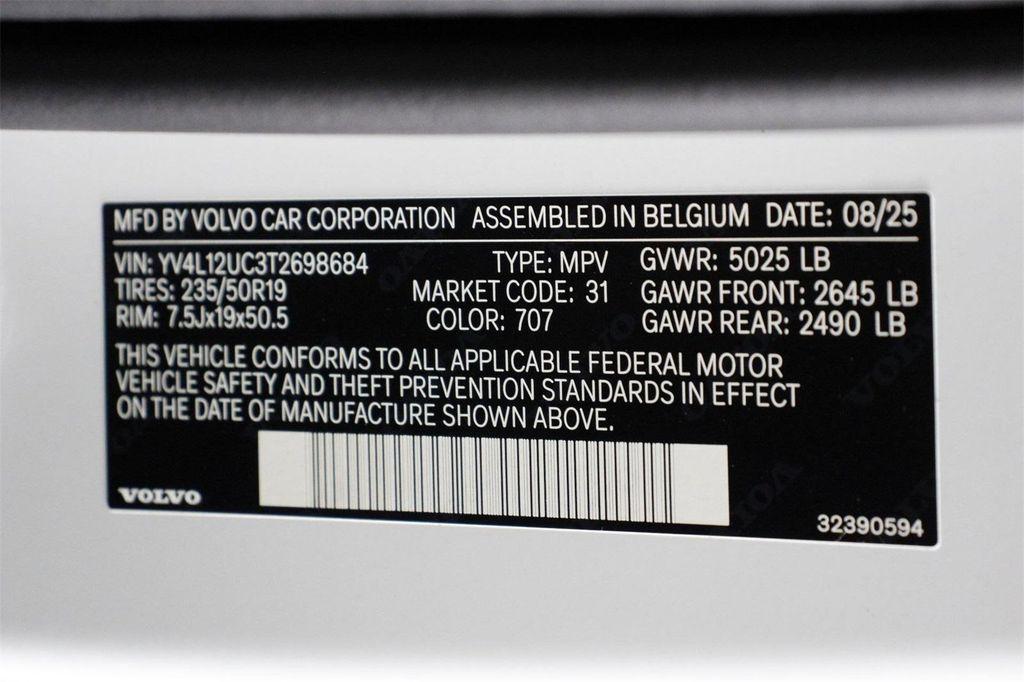 MFD BY VOLVO CAR CORPORATION ASSEMBLED IN BELGIUM DATE: 08/25
VIN: YV4L12UC3T2698684 TYPE: MPV GVWR: 5025 LB
TIRES: 235/50R19 MARKET CODE: 31 GAWR FRONT: 2645 LB
RIM: 7.5Jx19x50.5 COLOR: 707 GAWR REAR: 2490 LB
THIS VEHICLE CONFORMS TO ALL APPLICABLE FEDERAL MOTOR
VEHICLE SAFETY AND THEFT PREVENTION STANDARDS IN EFFECT
ON THE DATE OF MANUFACTURE SHOWN ABOVE.
VOLVO
32390594